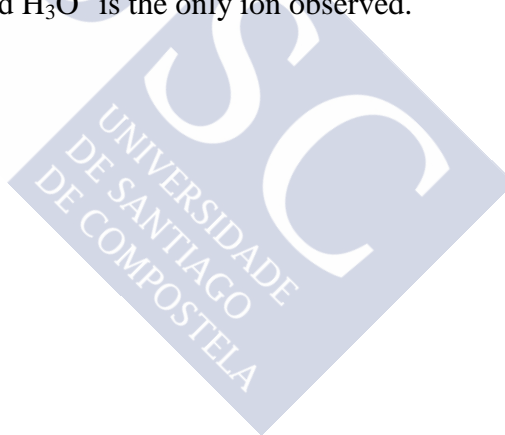 H₃O⁺ is the only ion observed.
SC
UNIVERSIDADE
DE SANTIAGO
DE COMPOSTELA